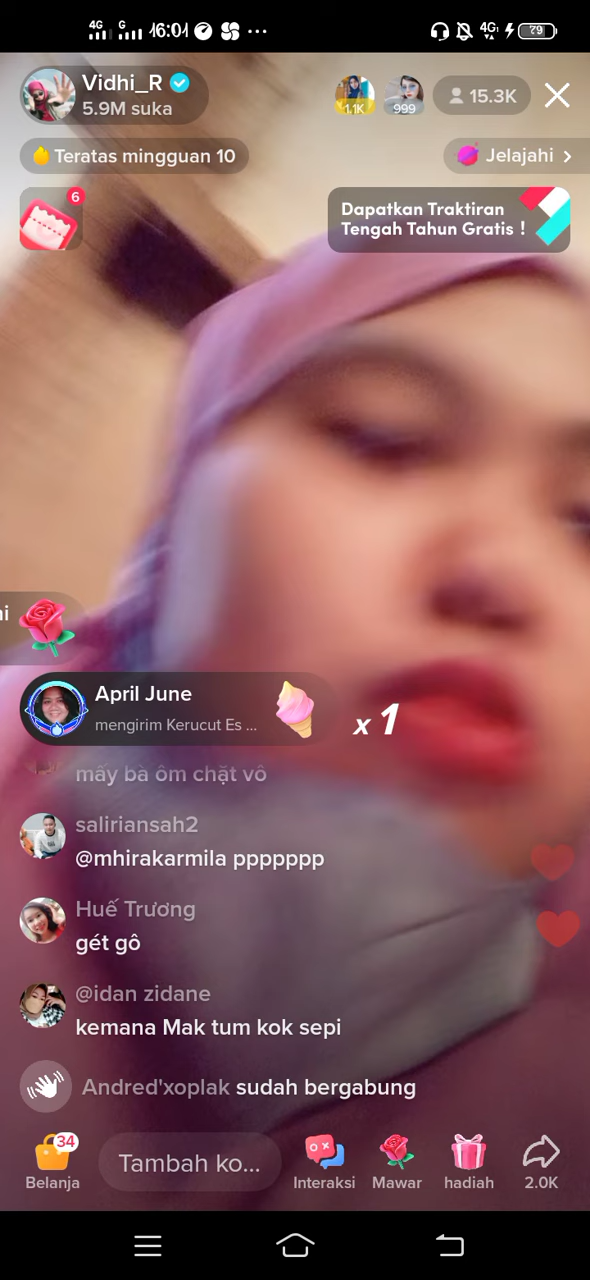 4G G 16:04 4G 79
Vidhi_R
5.9M suka
1.1K 999 15.3K
Teratas mingguan 10
Jelajahi
6
Dapatkan Traktiran
Tengah Tahun Gratis !
ni
April June
mengirim Kerucut Es ...
x 1
mấy bà ôm chặt vô
saliriansah2
@mhirakarmila ppppppp
Huế Trương
gét gô
@idan zidane
kemana Mak tum kok sepi
Andred'xoplak sudah bergabung
34
Tambah ko...
Belanja Interaksi Mawar hadiah 2.0K